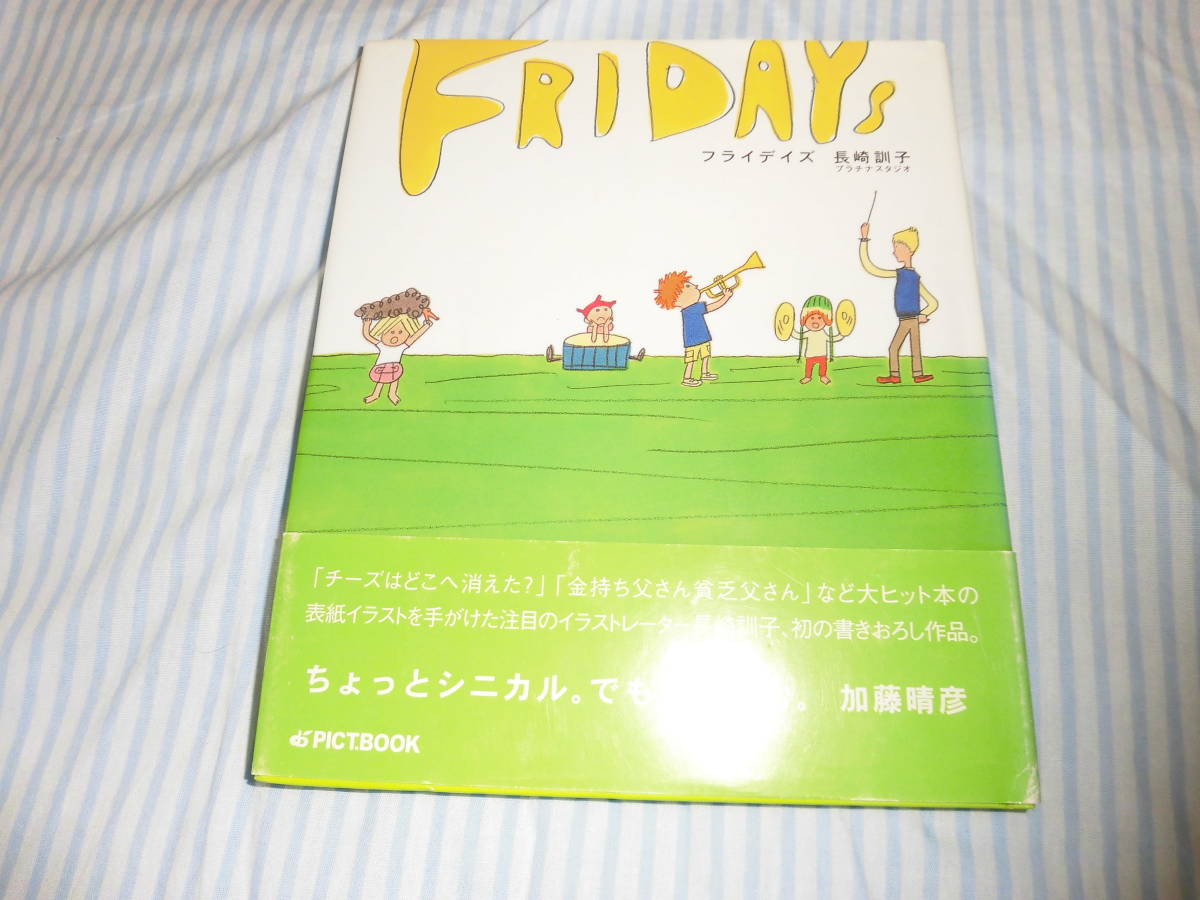 FRIDAYs
フライデイズ 長崎訓子
プラチナスタジオ
「チーズはどこへ消えた?」「金持ち父さん貧乏父さん」など大ヒット本の
表紙イラストを手がけた注目のイラストレーター長崎訓子、初の書きおろし作品。
ちょっとシニカル。でも 。 加藤晴彦
PICT.BOOK